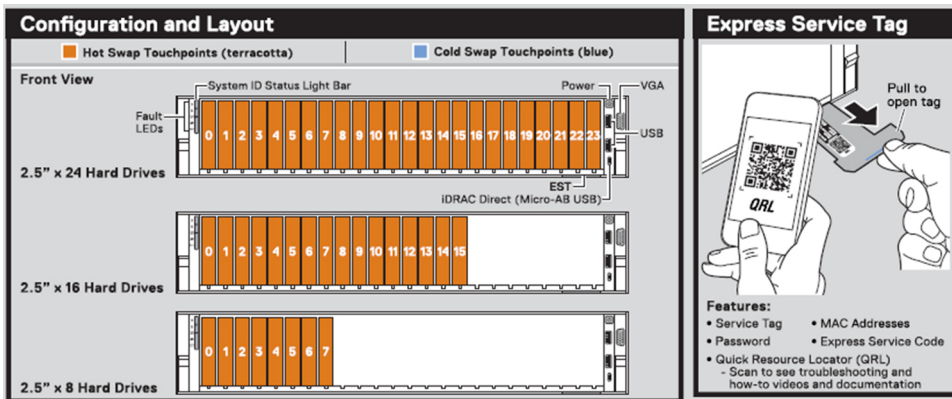 Configuration and Layout
Hot Swap Touchpoints (terracotta)
Cold Swap Touchpoints (blue)
Front View
System ID Status Light Bar
Power
VGA
Fault
LEDs
0 1 2 3 4 5 6 7 8 9 10 11 12 13 14 15 16 17 18 19 20 21 22 23
USB
2.5” x 24 Hard Drives
EST
iDRAC Direct (Micro-AB USB)
0 1 2 3 4 5 6 7 8 9 10 11 12 13 14 15
2.5” x 16 Hard Drives
0 1 2 3 4 5 6 7
2.5” x 8 Hard Drives
Express Service Tag
Pull to
open tag
QRL
Features:
• Service Tag
• MAC Addresses
• Password
• Express Service Code
• Quick Resource Locator (QRL)
- Scan to see troubleshooting and
how-to videos and documentation